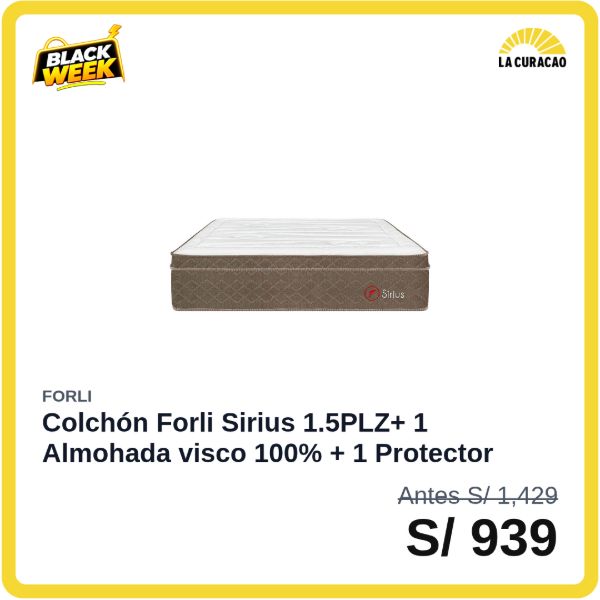 BLACK
WEEK
LA CURACAO
Sirius
FORLI
Colchón Forli Sirius 1.5PLZ+ 1
Almohada visco 100% + 1 Protector
Antes S/ 1,429
S/ 939